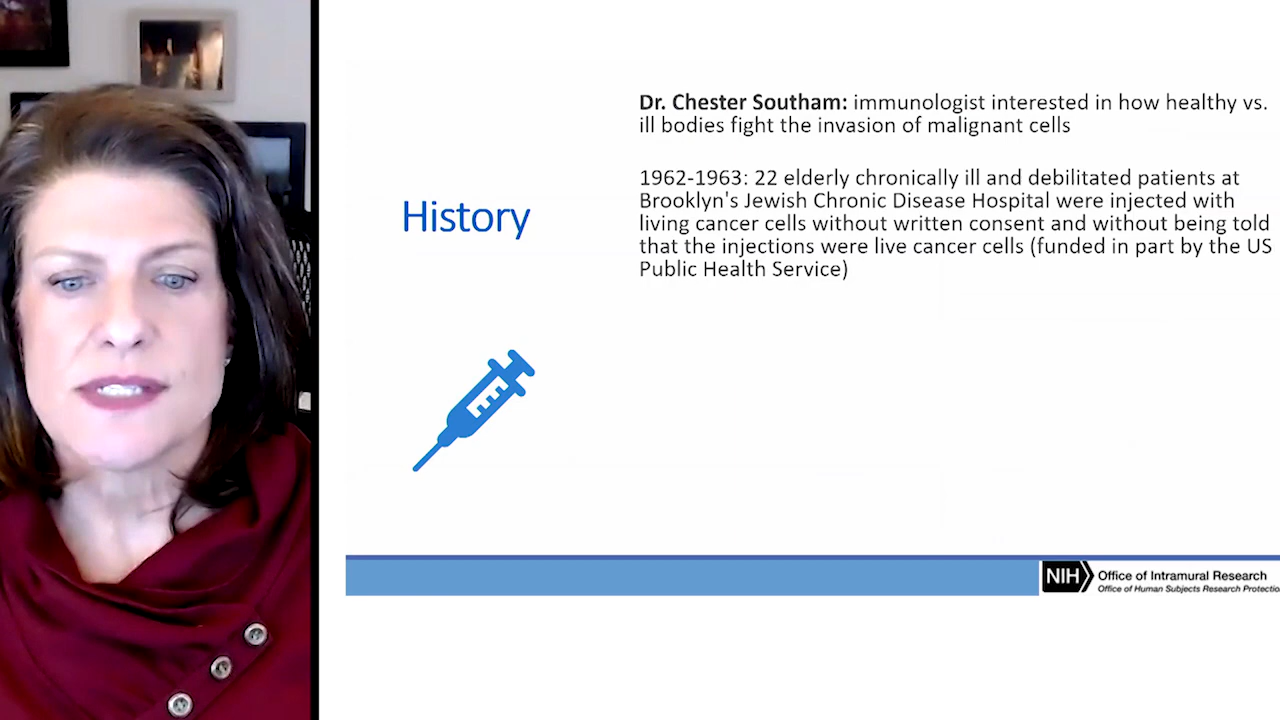 Dr. Chester Southam: immunologist interested in how healthy vs.
ill bodies fight the invasion of malignant cells
1962-1963: 22 elderly chronically ill and debilitated patients at
Brooklyn's Jewish Chronic Disease Hospital were injected with
living cancer cells without written consent and without being told
that the injections were live cancer cells (funded in part by the US
Public Health Service)
History
NIH
Office of Intramural Research
Office of Human Subjects Research Protectio